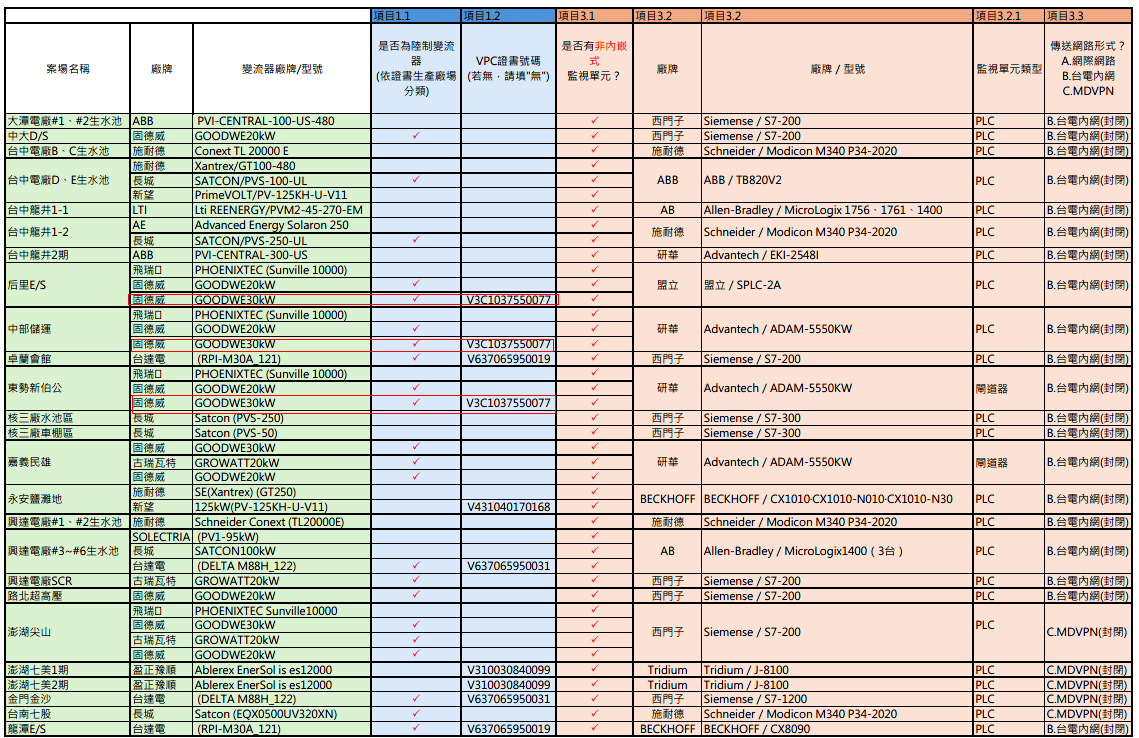 項目1.1 項目1.2 項目3.1 項目3.2 項目3.2 項目3.2.1 項目3.3
案場名稱 廠牌 變流器廠牌/型號 是否為陸制變流器(依證書生產廠場分類) VPC證書號碼(若無，請填"無") 是否有非內嵌式監視單元？ 廠牌 廠牌 / 型號 監視單元類型 傳送網路形式？ A.網際網路 B.台電內網 C.MDVPN
大潭電廠#1、#2生水池 ABB PVI-CENTRAL-100-US-480 ✓ 西門子 Siemense / S7-200 PLC B.台電內網(封閉)
中大D/S 固德威 GOODWE20kW ✓ ✓ 西門子 Siemense / S7-200 PLC B.台電內網(封閉)
台中電廠B、C生水池 施耐德 Conext TL 20000 E ✓ 施耐德 Schneider / Modicon M340 P34-2020 PLC B.台電內網(封閉)
施耐德 Xantrex/GT100-480 ✓
台中電廠D、E生水池 長城 SATCON/PVS-100-UL ✓ ✓ ABB ABB / TB820V2 PLC B.台電內網(封閉)
新望 PrimeVOLT/PV-125KH-U-V11 ✓
台中龍井1-1 LTI Lti REENERGY/PVM2-45-270-EM ✓ AB Allen-Bradley / MicroLogix 1756、1761、1400 PLC B.台電內網(封閉)
台中龍井1-2 AE Advanced Energy Solaron 250 ✓ 施耐德 Schneider / Modicon M340 P34-2020 PLC B.台電內網(封閉)
長城 SATCON/PVS-250-UL ✓ ✓
台中龍井2期 ABB PVI-CENTRAL-300-US ✓ 研華 Advantech / EKI-2548I PLC B.台電內網(封閉)
飛瑞 PHOENIXTEC (Sunville 10000) ✓
后里E/S 固德威 GOODWE20kW ✓ ✓ 盟立 盟立 / SPLC-2A PLC B.台電內網(封閉)
固德威 GOODWE30kW ✓ V3C1037550077 ✓
飛瑞 PHOENIXTEC (Sunville 10000) ✓
中部儲運 固德威 GOODWE20kW ✓ ✓ 研華 Advantech / ADAM-5550KW PLC B.台電內網(封閉)
固德威 GOODWE30kW ✓ V3C1037550077 ✓
卓蘭會館 台達電 (RPI-M30A_121) ✓ V637065950019 ✓ 西門子 Siemense / S7-200 PLC B.台電內網(封閉)
飛瑞 PHOENIXTEC (Sunville 10000) ✓
東勢新伯公 固德威 GOODWE20kW ✓ ✓ 研華 Advantech / ADAM-5550KW 閘道器 B.台電內網(封閉)
固德威 GOODWE30kW ✓ V3C1037550077 ✓
核三廠水池區 長城 Satcon (PVS-250) ✓ 西門子 Siemense / S7-300 PLC B.台電內網(封閉)
核三廠車棚區 長城 Satcon (PVS-50) ✓ 西門子 Siemense / S7-300 PLC B.台電內網(封閉)
固德威 GOODWE30kW ✓ ✓
嘉義民雄 古瑞瓦特 GROWATT20kW ✓ ✓ 研華 Advantech / ADAM-5550KW 閘道器 B.台電內網(封閉)
固德威 GOODWE20kW ✓ ✓
永安鹽灘地 施耐德 SE(Xantrex) (GT250) ✓ BECKHOFF BECKHOFF / CX1010·CX1010-N010·CX1010-N30 PLC B.台電內網(封閉)
新望 125kW(PV-125KH-U-V11) V431040170168 ✓
興達電廠#1、#2生水池 施耐德 Schneider Conext (TL20000E) ✓ 施耐德 Schneider / Modicon M340 P34-2020 PLC B.台電內網(封閉)
SOLECTRIA (PV1-95kW) ✓
興達電廠#3~#6生水池 長城 SATCON100kW ✓ AB Allen-Bradley / MicroLogix1400（3台） PLC B.台電內網(封閉)
台達電 (DELTA M88H_122) ✓ V637065950031 ✓
興達電廠SCR 古瑞瓦特 GROWATT20kW ✓ ✓ 西門子 Siemense / S7-200 PLC B.台電內網(封閉)
路北超高壓 固德威 GOODWE20kW ✓ ✓ 西門子 Siemense / S7-200 PLC B.台電內網(封閉)
飛瑞 PHOENIXTEC Sunville10000 ✓
澎湖尖山 固德威 GOODWE30kW ✓ ✓ 西門子 Siemense / S7-200 PLC C.MDVPN(封閉)
古瑞瓦特 GROWATT20kW ✓ ✓
固德威 GOODWE20kW ✓ ✓
澎湖七美1期 盈正豫順 Ablerex EnerSol is es12000 V310030840099 ✓ Tridium Tridium / J-8100 PLC C.MDVPN(封閉)
澎湖七美2期 盈正豫順 Ablerex EnerSol is es12000 V310030840099 ✓ Tridium Tridium / J-8100 PLC C.MDVPN(封閉)
金門金沙 台達電 (DELTA M88H_122) ✓ V637065950031 ✓ 西門子 Siemense / S7-1200 PLC C.MDVPN(封閉)
台南七股 長城 Satcon (EQX0500UV320XN) ✓ ✓ 施耐德 Schneider / Modicon M340 P34-2020 PLC C.MDVPN(封閉)
龍潭E/S 台達電 (RPI-M30A_121) ✓ V637065950019 ✓ BECKHOFF BECKHOFF / CX8090 PLC B.台電內網(封閉)